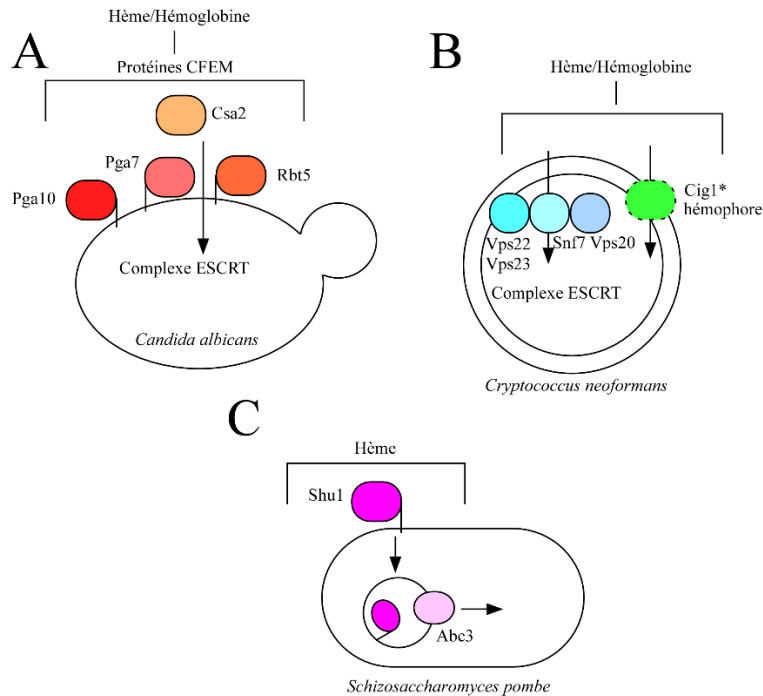 A
Hème/Hémoglobine
Protéines CFEM
Csa2
Pga7
Rbt5
Pga10
Complexe ESCRT
Candida albicans
B
Hème/Hémoglobine
Cig1*
hémophore
Vps22
Snf7 Vps20
Vps23
Complexe ESCRT
Cryptococcus neoformans
C
Hème
Shu1
Abc3
Schizosaccharomyces pombe